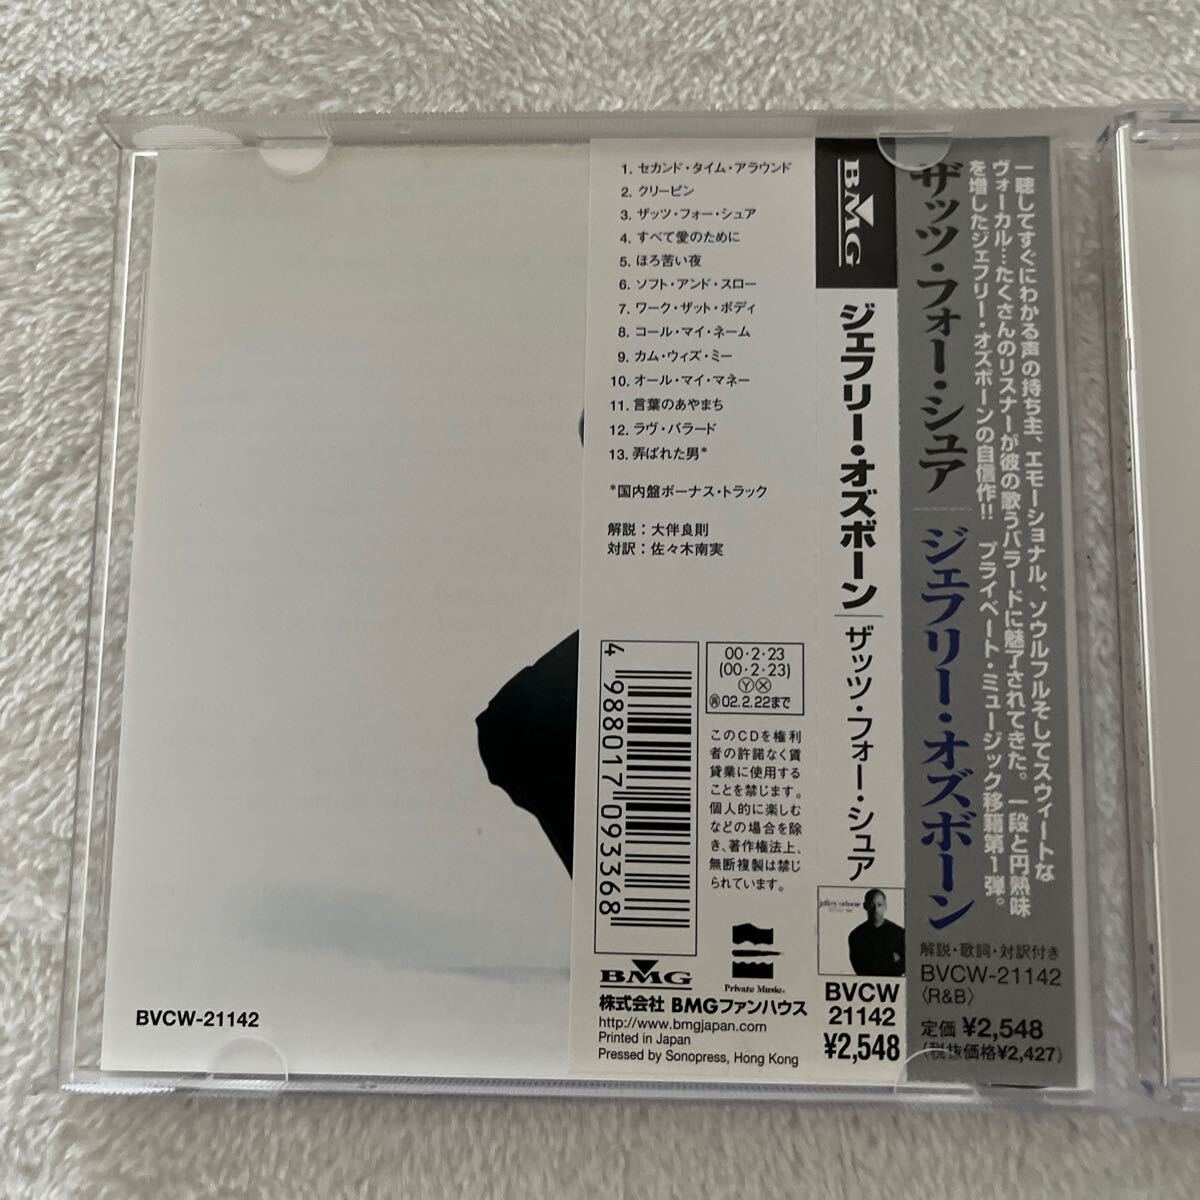 1. セカンド・タイム・アラウンド
2. クリーピン
3. ザッツ・フォー・シュア
4. すべて愛のために
5. ほろ苦い夜
6. ソフト・アンド・スロー
7. ワーク・ザット・ボディ
8. コール・マイ・ネーム
9. カム・ウィズ・ミー
10. オール・マイ・マネー
11. 言葉のあやまち
12. ラヴ・バラード
13. 弄ばれた男*
*国内盤ボーナス・トラック
解説：大伴良則
対訳：佐々木南実
4 988017 093368
00・2・23
(00・2・23)
Ⓨ Ⓧ
再02.2.22まで
このCDを権利
者の許諾なく賃
貸業に使用する
ことを禁じます。
個人的に楽しむ
などの場合を除
き、著作権法上、
無断複製は禁じ
られています。
BMG
Private Music®
株式会社 BMGファンハウス
http://www.bmgjapan.com
Printed in Japan
Pressed by Sonopress, Hong Kong
BMG
ジェフリー・オズボーン
ザッツ・フォー・シュア
jeffrey osborne
BVCW
21142
¥2,548
一聴してすぐにわかる声の持ち主、エモーショナル、ソウルフルそしてスウィートな
ヴォーカル…たくさんのリスナーが彼の歌うバラードに魅了されてきた。一段と円熟味
を増したジェフリー・オズボーンの自信作!! プライベート・ミュージック移籍第1弾。
ザッツ・フォー・シュア
ジェフリー・オズボーン
解説・歌詞・対訳付き
BVCW-21142
〈R&B〉
定価 ¥2,548
(税抜価格¥2,427)
BVCW-21142